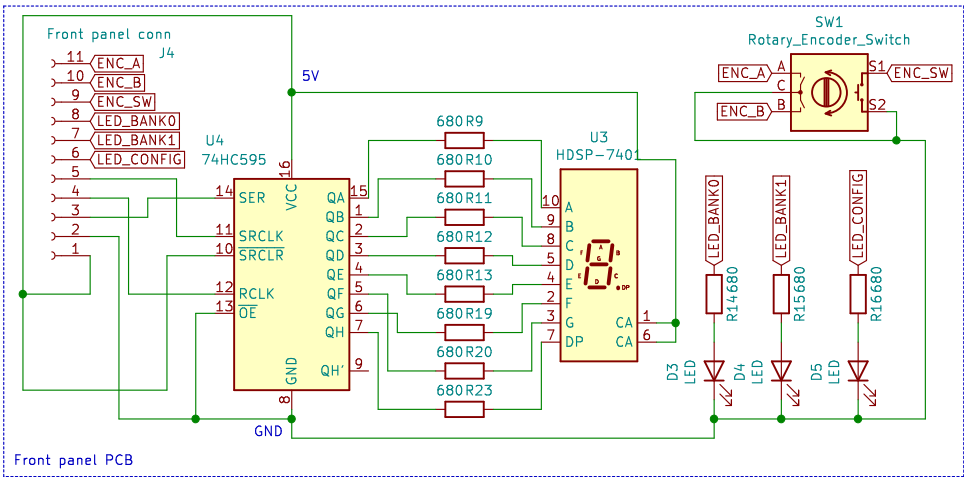 Front panel conn
J4
11 ENC_A
10 ENC_B
9 ENC_SW
8 LED_BANK0
7 LED_BANK1
6 LED_CONFIG
5
4
3
2
1
5V
U4
74HC595
16
VCC
14 SER
11 SRCLK
10 SRCLR
12 RCLK
13 OE
QA 15
QB 1
QC 2
QD 3
QE 4
QF 5
QG 6
QH 7
QH' 9
GND
8
GND
680 R9
680 R10
680 R11
680 R12
680 R13
680 R19
680 R20
680 R23
U3
HDSP-7401
10 A
9 B
8 C
5 D
4 E
2 F
3 G
7 DP
A
F B
G
E C
D
DP
CA 1
CA 6
SW1
Rotary_Encoder_Switch
ENC_A A
C
ENC_B B
S1 ENC_SW
S2
LED_BANK0
LED_BANK1
LED_CONFIG
R14 680
R15 680
R16 680
D3
LED
D4
LED
D5
LED
Front panel PCB